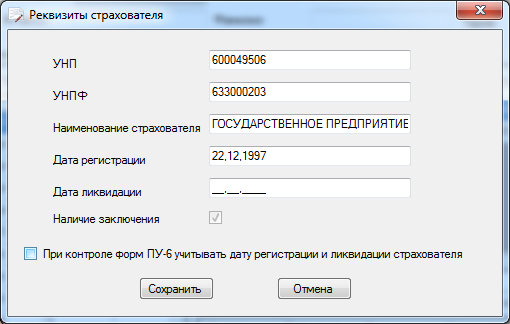 Реквизиты страхователя
УНП 600049506
УНПФ 633000203
Наименование страхователя ГОСУДАРСТВЕННОЕ ПРЕДПРИЯТИЕ
Дата регистрации 22,12,1997
Дата ликвидации __.__.____
Наличие заключения
При контроле форм ПУ-6 учитывать дату регистрации и ликвидации страхователя
Сохранить Отмена